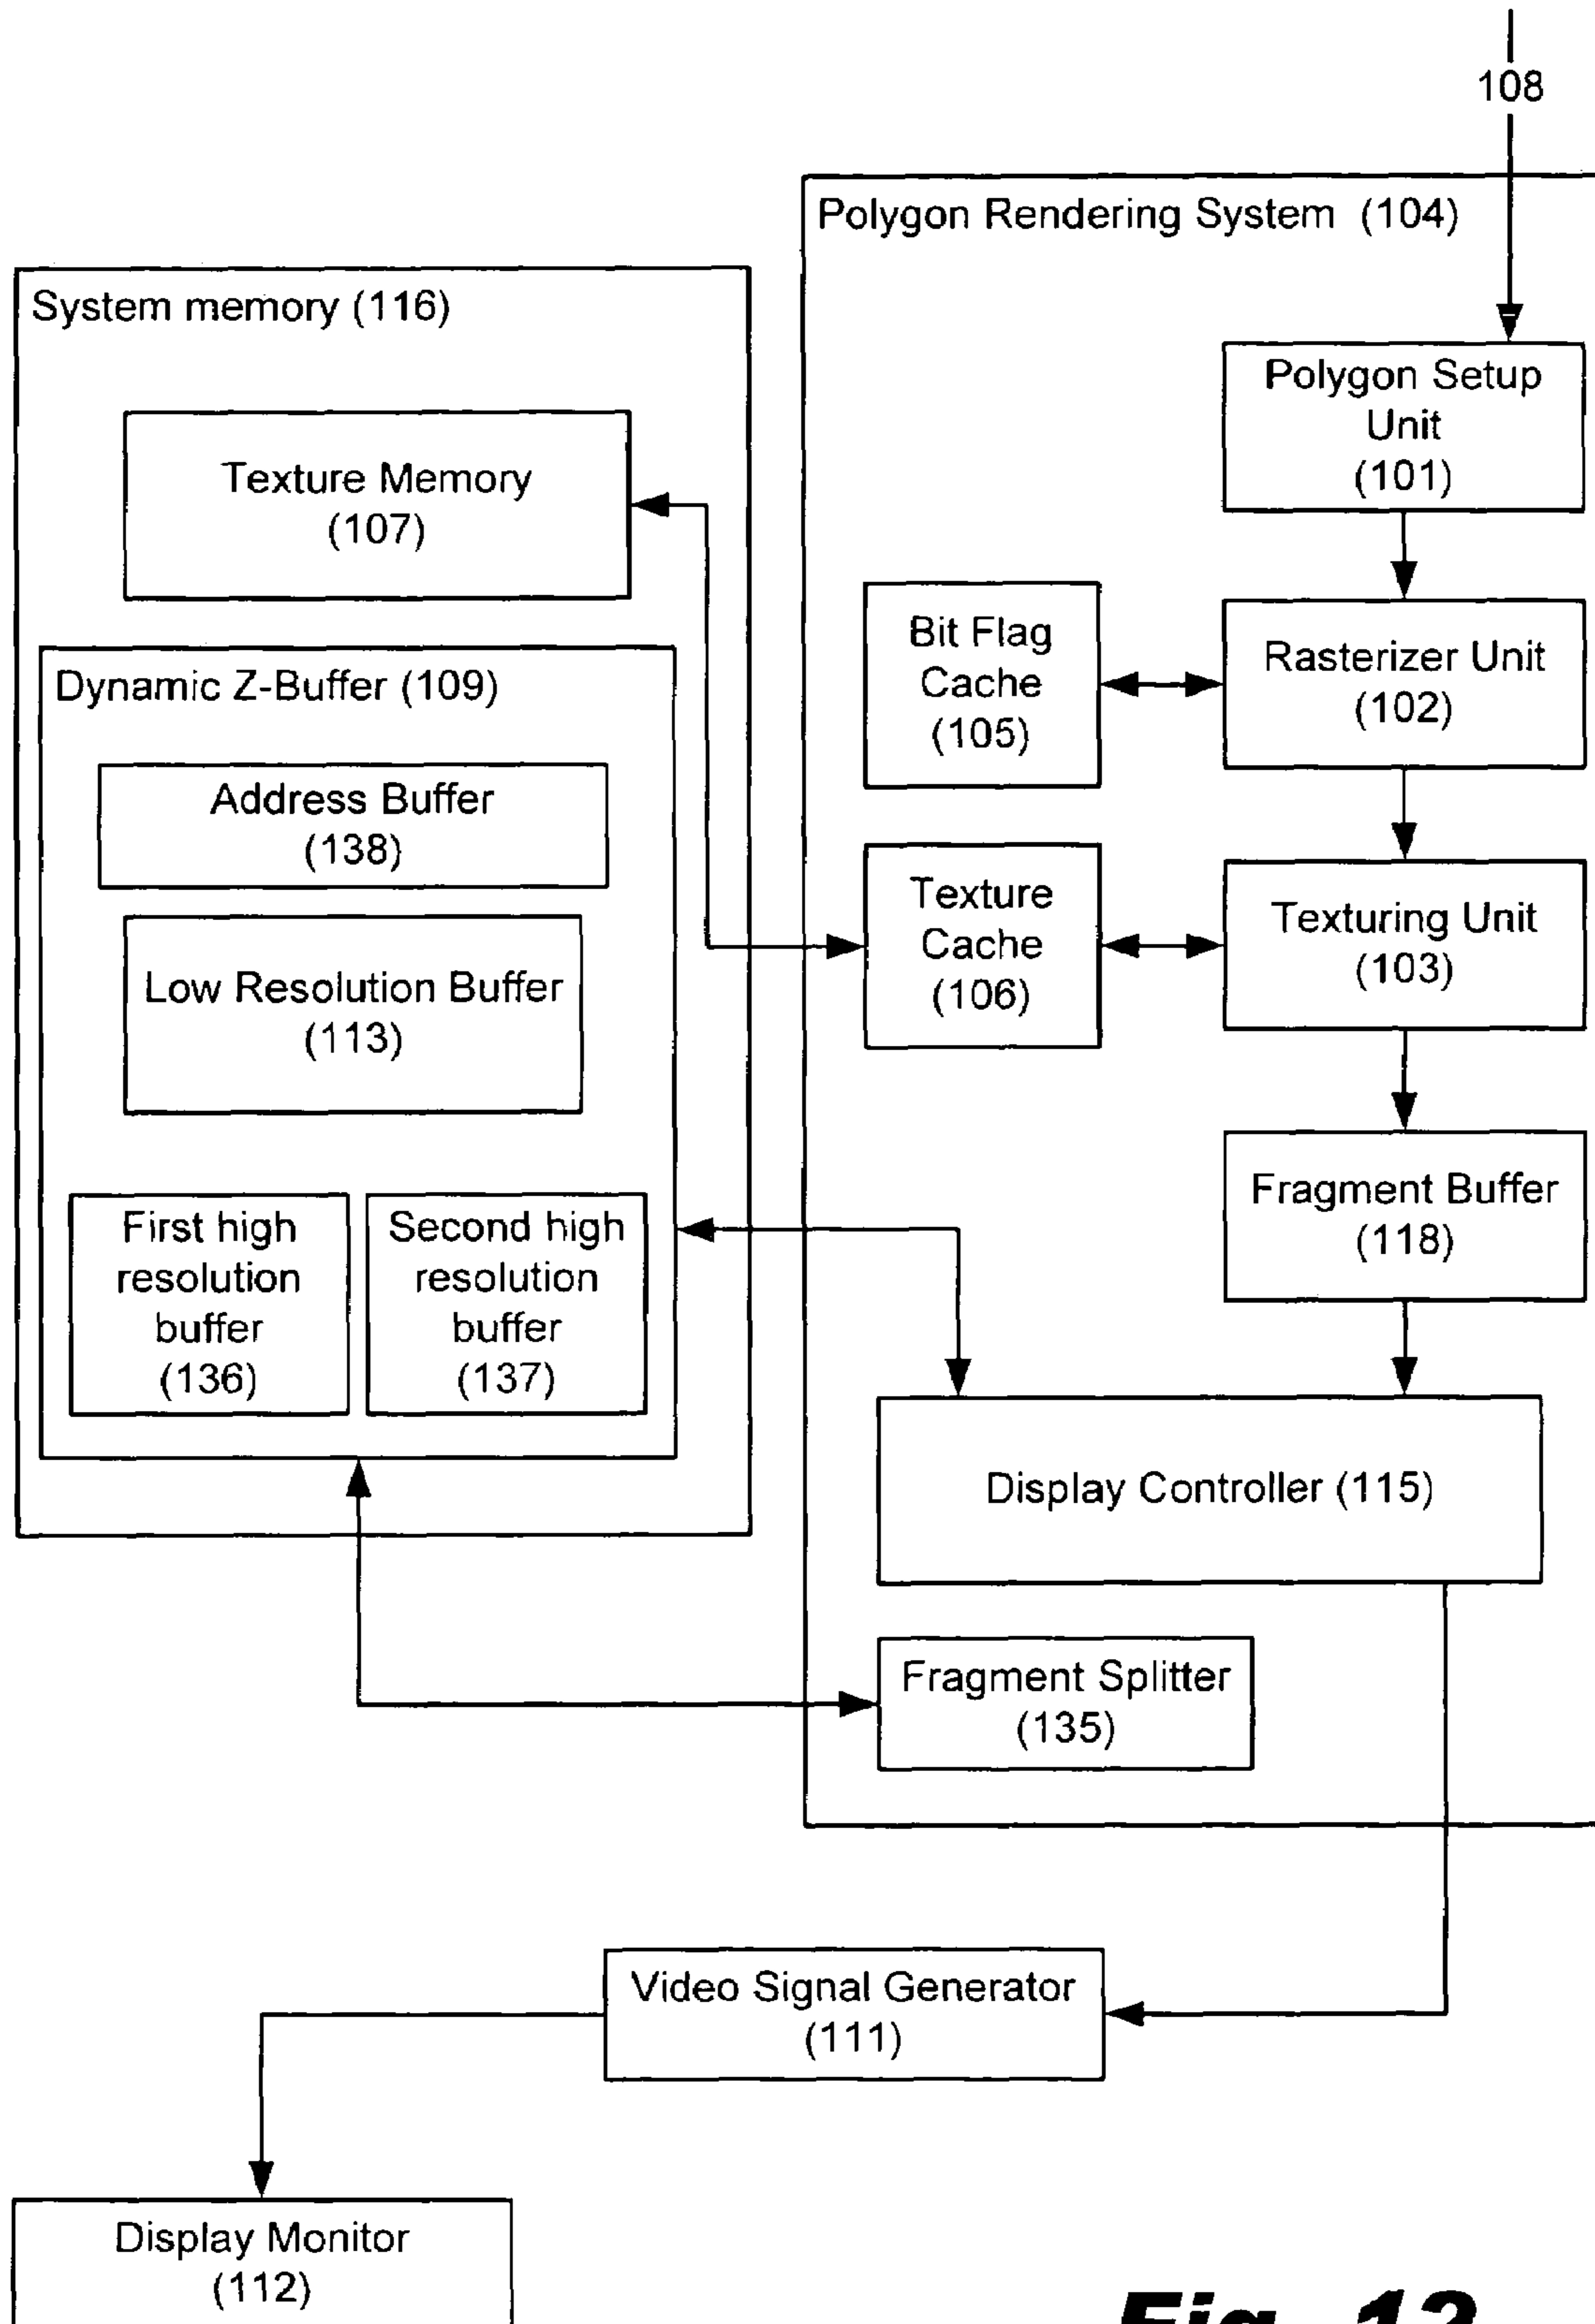 108
Polygon Rendering System (104)
System memory (116)
Polygon Setup
Unit
(101)
Texture Memory
(107)
Bit Flag
Cache
(105)
Rasterizer Unit
(102)
Dynamic Z-Buffer (109)
Address Buffer
(138)
Texture
Cache
(106)
Texturing Unit
(103)
Low Resolution Buffer
(113)
Fragment Buffer
(118)
First high
resolution
buffer
(136)
Second high
resolution
buffer
(137)
Display Controller (115)
Fragment Splitter
(135)
Video Signal Generator
(111)
Display Monitor
(112)
Fig. 12